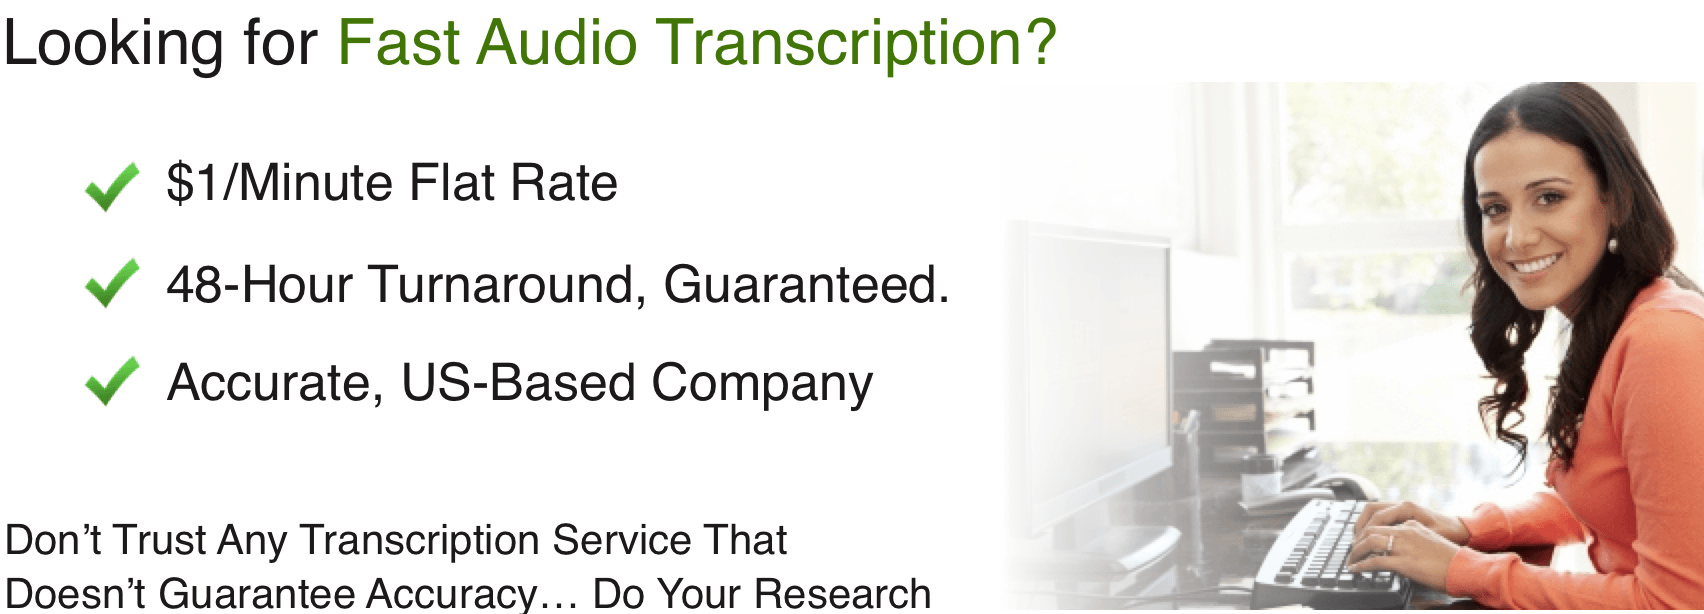 Looking for Fast Audio Transcription?
$1/Minute Flat Rate
48-Hour Turnaround, Guaranteed.
Accurate, US-Based Company
Don’t Trust Any Transcription Service That
Doesn’t Guarantee Accuracy… Do Your Research